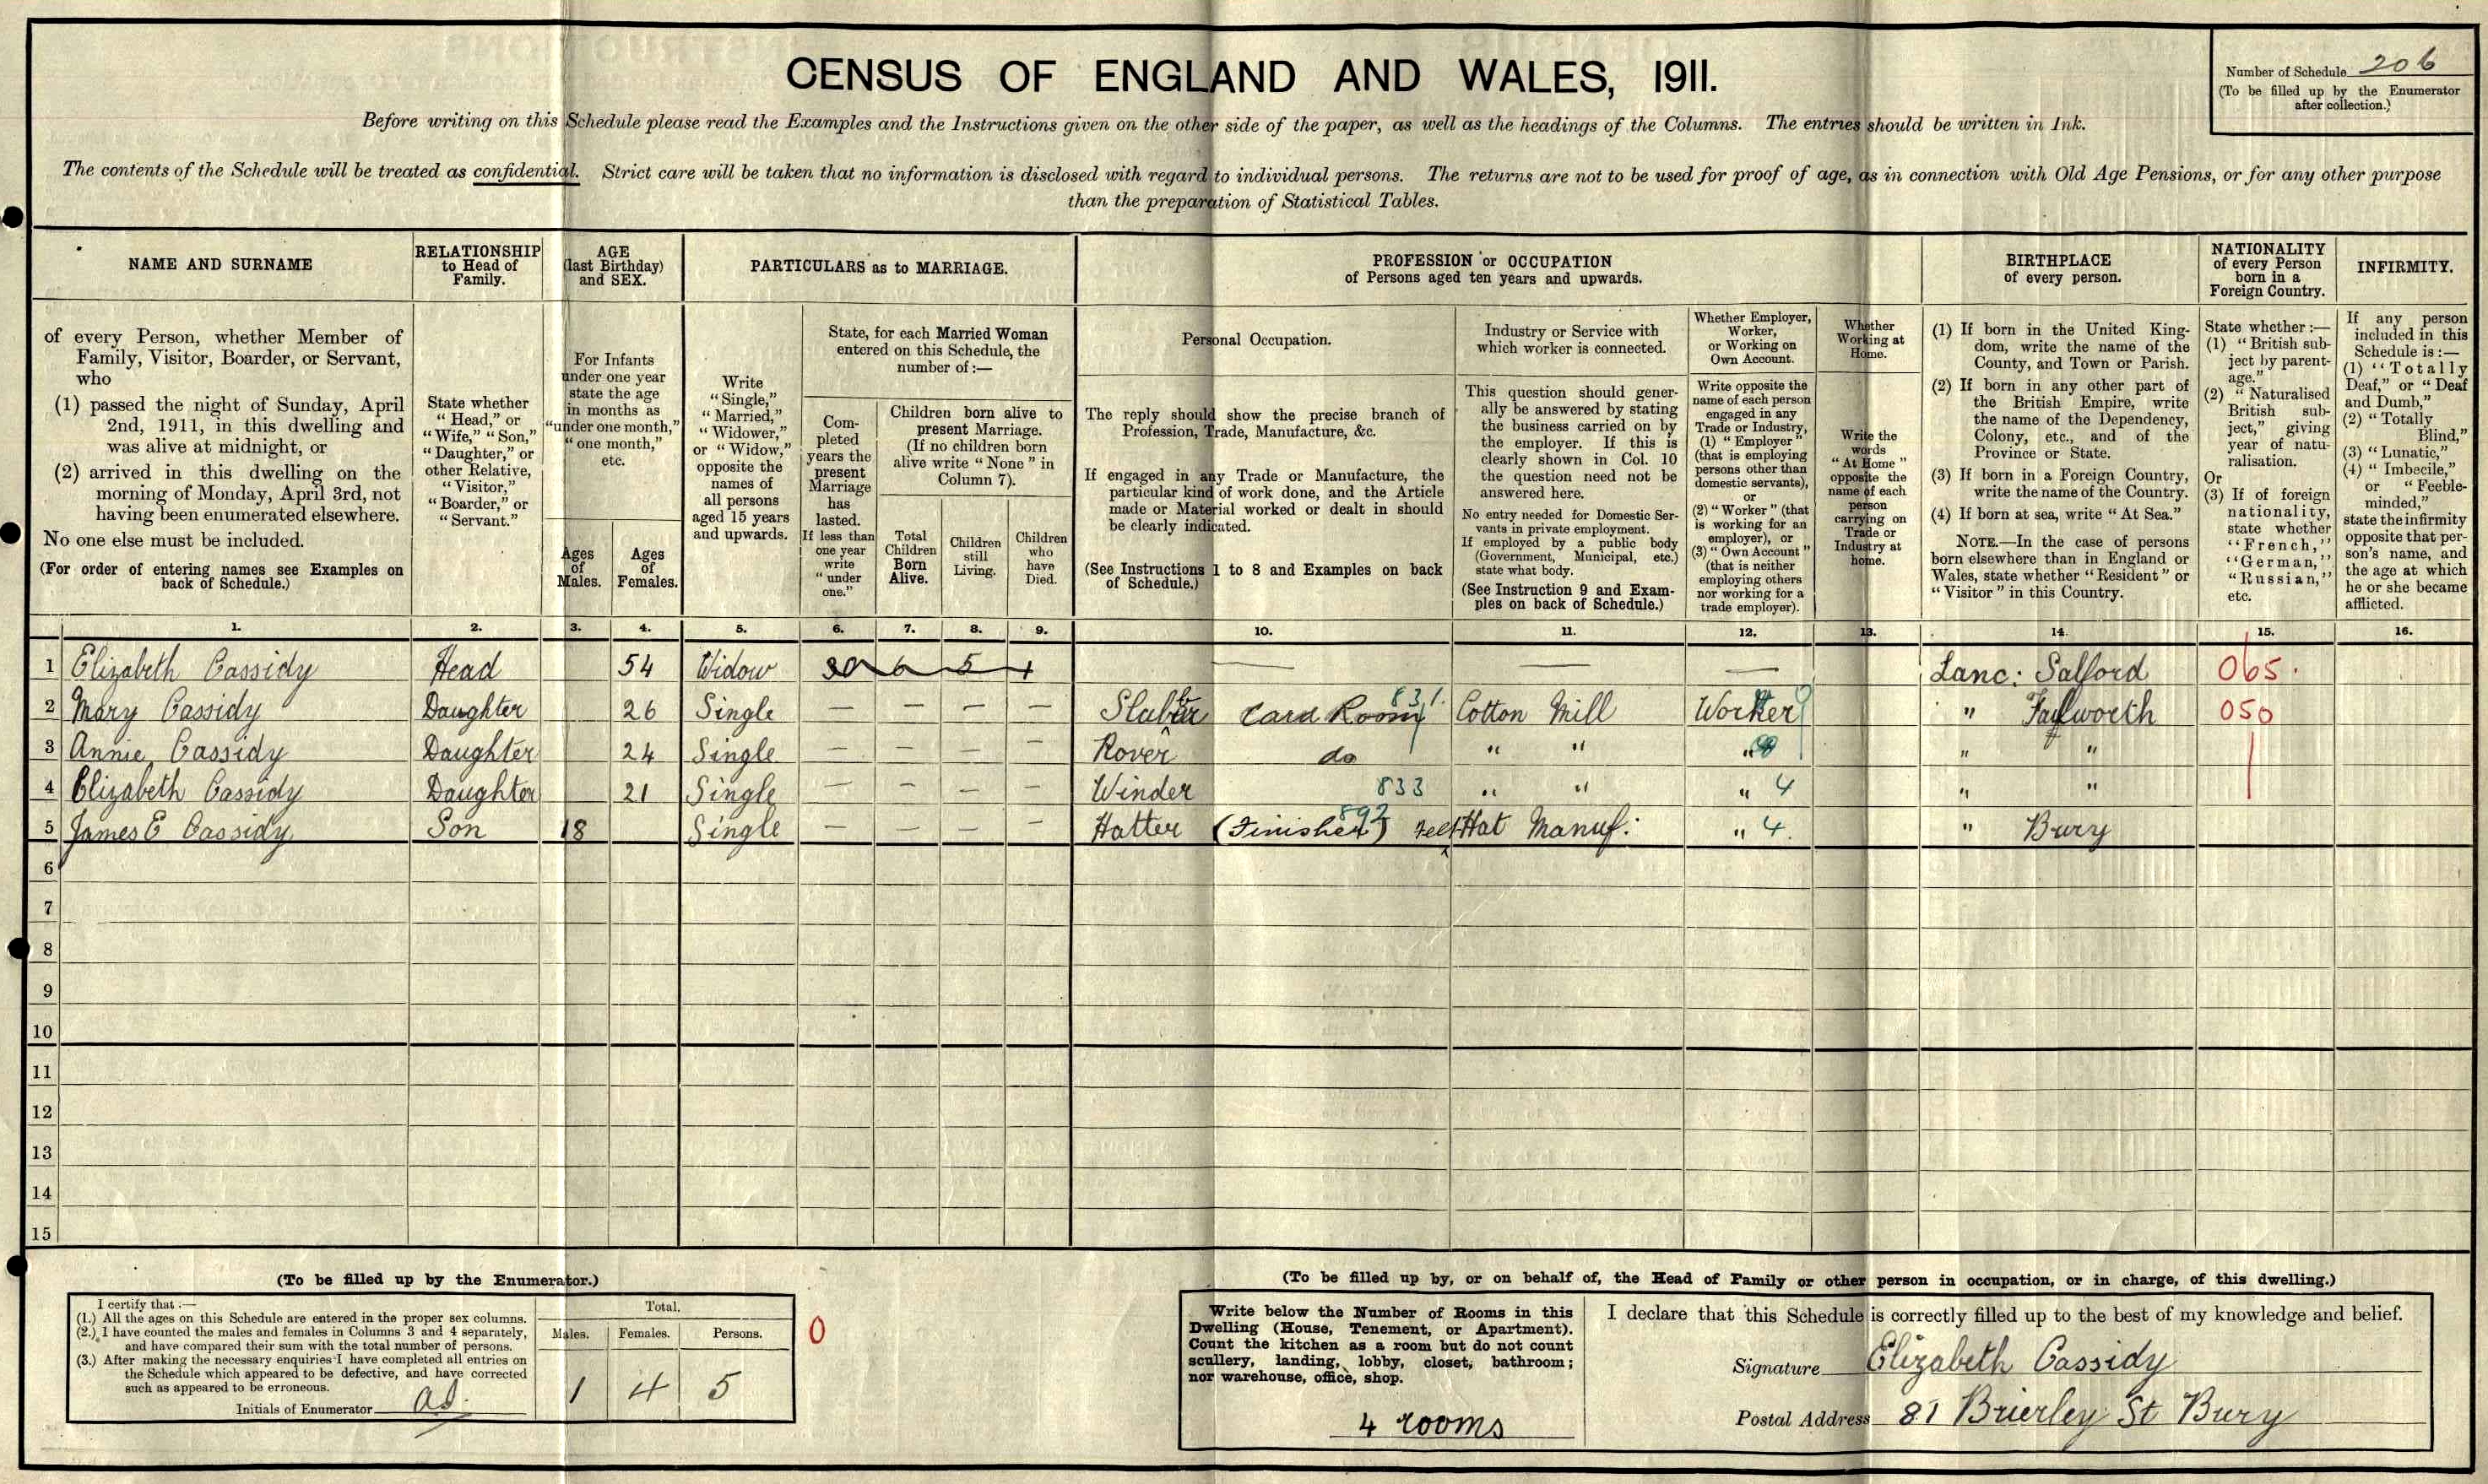 CENSUS OF ENGLAND AND WALES, 1911.
Number of Schedule 206
(To be filled up by the Enumerator
after collection.)
Before writing on this Schedule please read the Examples and the Instructions given on the other side of the paper, as well as the headings of the Columns. The entries should be written in Ink.
The contents of the Schedule will be treated as confidential. Strict care will be taken that no information is disclosed with regard to individual persons. The returns are not to be used for proof of age, as in connection with Old Age Pensions, or for any other purpose
than the preparation of Statistical Tables.
NAME AND SURNAME
of every Person, whether Member of
Family, Visitor, Boarder, or Servant,
who
(1) passed the night of Sunday, April
2nd, 1911, in this dwelling and
was alive at midnight, or
(2) arrived in this dwelling on the
morning of Monday, April 3rd, not
having been enumerated elsewhere.
No one else must be included.
(For order of entering names see Examples on
back of Schedule.)
RELATIONSHIP
to Head of
Family.
State whether
"Head," or
"Wife," "Son,"
"Daughter," or
other Relative,
"Visitor,"
"Boarder," or
"Servant."
AGE
(last Birthday)
and SEX.
For Infants
under one year
state the age
in months as
"under one month,"
"one month,"
etc.
Ages
of
Males.
Ages
of
Females.
PARTICULARS as to MARRIAGE.
Write
"Single,"
"Married,"
"Widower,"
or "Widow,"
opposite the
names of
all persons
aged 15 years
and upwards.
State, for each Married Woman
entered on this Schedule, the
number of:—
Com-
pleted
years the
present
Marriage
has
lasted.
If less than
one year
write
"under
one."
Children born alive to
present Marriage.
(If no children born
alive write "None" in
Column 7).
Total
Children
Born
Alive.
Children
still
Living.
Children
who
have
Died.
PROFESSION or OCCUPATION
of Persons aged ten years and upwards.
Personal Occupation.
The reply should show the precise branch of
Profession, Trade, Manufacture, &c.
If engaged in any Trade or Manufacture, the
particular kind of work done, and the Article
made or Material worked or dealt in should
be clearly indicated.
(See Instructions 1 to 8 and Examples on back
of Schedule.)
Industry or Service with
which worker is connected.
This question should gener-
ally be answered by stating
the business carried on by
the employer. If this is
clearly shown in Col. 10
the question need not be
answered here.
No entry needed for Domestic Ser-
vants in private employment.
If employed by a public body
(Government, Municipal, etc.)
state what body.
(See Instruction 9 and Exam-
ples on back of Schedule.)
Whether Employer,
Worker,
or Working on
Own Account.
Write opposite the
name of each person
engaged in any
Trade or Industry,
(1) "Employer"
(that is employing
persons other than
domestic servants),
or
(2) "Worker" (that
is working for an
employer), or
(3) "Own Account"
(that is neither
employing others
nor working for a
trade employer).
Whether
Working at
Home.
Write the
words
"At Home"
opposite the
name of each
person
carrying on
Trade or
Industry at
home.
BIRTHPLACE
of every person.
(1) If born in the United King-
dom, write the name of the
County, and Town or Parish.
(2) If born in any other part of
the British Empire, write
the name of the Dependency,
Colony, etc., and of the
Province or State.
(3) If born in a Foreign Country,
write the name of the Country.
(4) If born at sea, write "At Sea."
NOTE.—In the case of persons
born elsewhere than in England or
Wales, state whether "Resident" or
"Visitor" in this Country.
NATIONALITY
of every Person
born in a
Foreign Country.
State whether:—
(1) "British sub-
ject by parent-
age."
(2) "Naturalised
British sub-
ject," giving
year of natu-
ralisation.
Or
(3) If of foreign
nationality,
state whether
"French,"
"German,"
"Russian,"
etc.
INFIRMITY.
If any person
included in this
Schedule is:—
(1) "Totally
Deaf," or "Deaf
and Dumb,"
(2) "Totally
Blind,"
(3) "Lunatic,"
(4) "Imbecile,"
or "Feeble-
minded,"
state the infirmity
opposite that per-
son's name, and
the age at which
he or she became
afflicted.
1. 2. 3. 4. 5. 6. 7. 8. 9. 10. 11. 12. 13. 14. 15. 16.
1 Elizabeth Cassidy Head 54 Widow 30 6 5 1 — — — Lanc: Salford 065.
2 Mary Cassidy Daughter 26 Single — — — — Slubber Card Room 831 Cotton Mill Worker " Failsworth 050
3 Annie Cassidy Daughter 24 Single — — — — Rover do " " " " "
4 Elizabeth Cassidy Daughter 21 Single — — — — Winder 833 " " " 4 " "
5 James E Cassidy Son 18 Single — — — — Hatter (Finisher) 892 Felt Hat Manuf: " 4. " Bury
6
7
8
9
10
11
12
13
14
15
(To be filled up by the Enumerator.)
I certify that:—
(1.) All the ages on this Schedule are entered in the proper sex columns.
(2.) I have counted the males and females in Columns 3 and 4 separately,
and have compared their sum with the total number of persons.
(3.) After making the necessary enquiries I have completed all entries on
the Schedule which appeared to be defective, and have corrected
such as appeared to be erroneous.
Initials of Enumerator
Total.
Males. Females. Persons.
1 4 5
0
(To be filled up by, or on behalf of, the Head of Family or other person in occupation, or in charge, of this dwelling.)
Write below the Number of Rooms in this
Dwelling (House, Tenement, or Apartment).
Count the kitchen as a room but do not count
scullery, landing, lobby, closet, bathroom;
nor warehouse, office, shop.
4 rooms
I declare that this Schedule is correctly filled up to the best of my knowledge and belief.
Signature Elizabeth Cassidy
Postal Address 81 Brierley St Bury